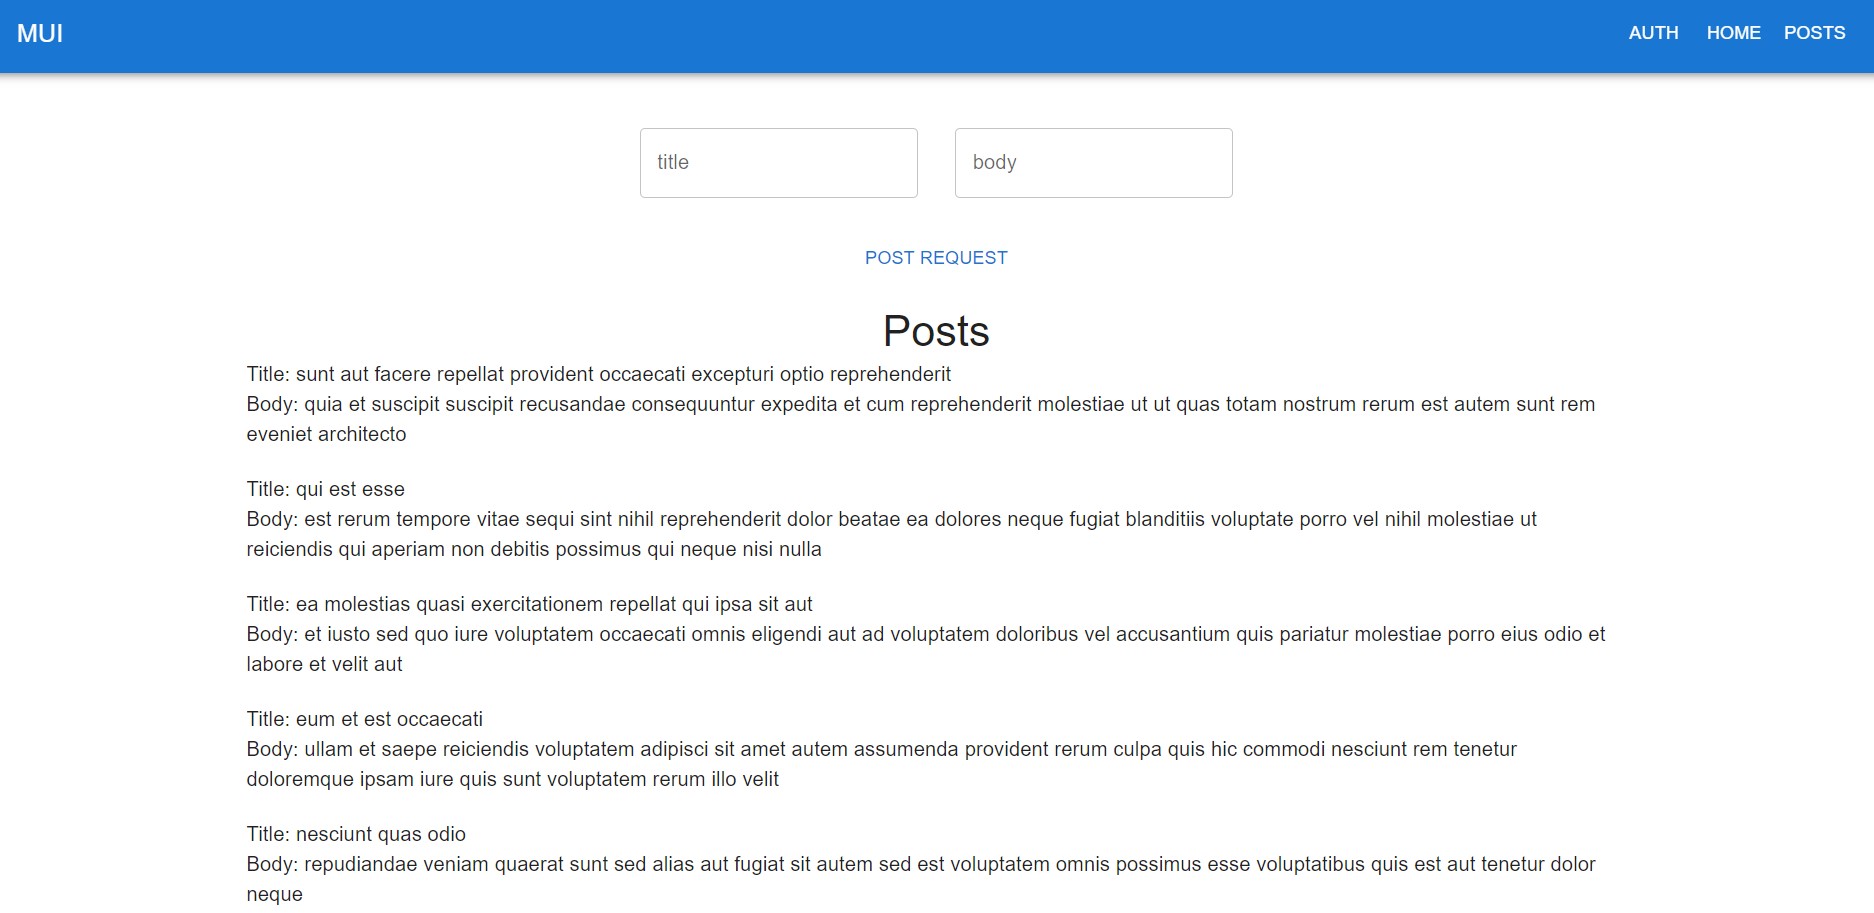 MUI
AUTH HOME POSTS
title body
POST REQUEST
Posts
Title: sunt aut facere repellat provident occaecati excepturi optio reprehenderit
Body: quia et suscipit suscipit recusandae consequuntur expedita et cum reprehenderit molestiae ut ut quas totam nostrum rerum est autem sunt rem
eveniet architecto
Title: qui est esse
Body: est rerum tempore vitae sequi sint nihil reprehenderit dolor beatae ea dolores neque fugiat blanditiis voluptate porro vel nihil molestiae ut
reiciendis qui aperiam non debitis possimus qui neque nisi nulla
Title: ea molestias quasi exercitationem repellat qui ipsa sit aut
Body: et iusto sed quo iure voluptatem occaecati omnis eligendi aut ad voluptatem doloribus vel accusantium quis pariatur molestiae porro eius odio et
labore et velit aut
Title: eum et est occaecati
Body: ullam et saepe reiciendis voluptatem adipisci sit amet autem assumenda provident rerum culpa quis hic commodi nesciunt rem tenetur
doloremque ipsam iure quis sunt voluptatem rerum illo velit
Title: nesciunt quas odio
Body: repudiandae veniam quaerat sunt sed alias aut fugiat sit autem sed est voluptatem omnis possimus esse voluptatibus quis est aut tenetur dolor
neque